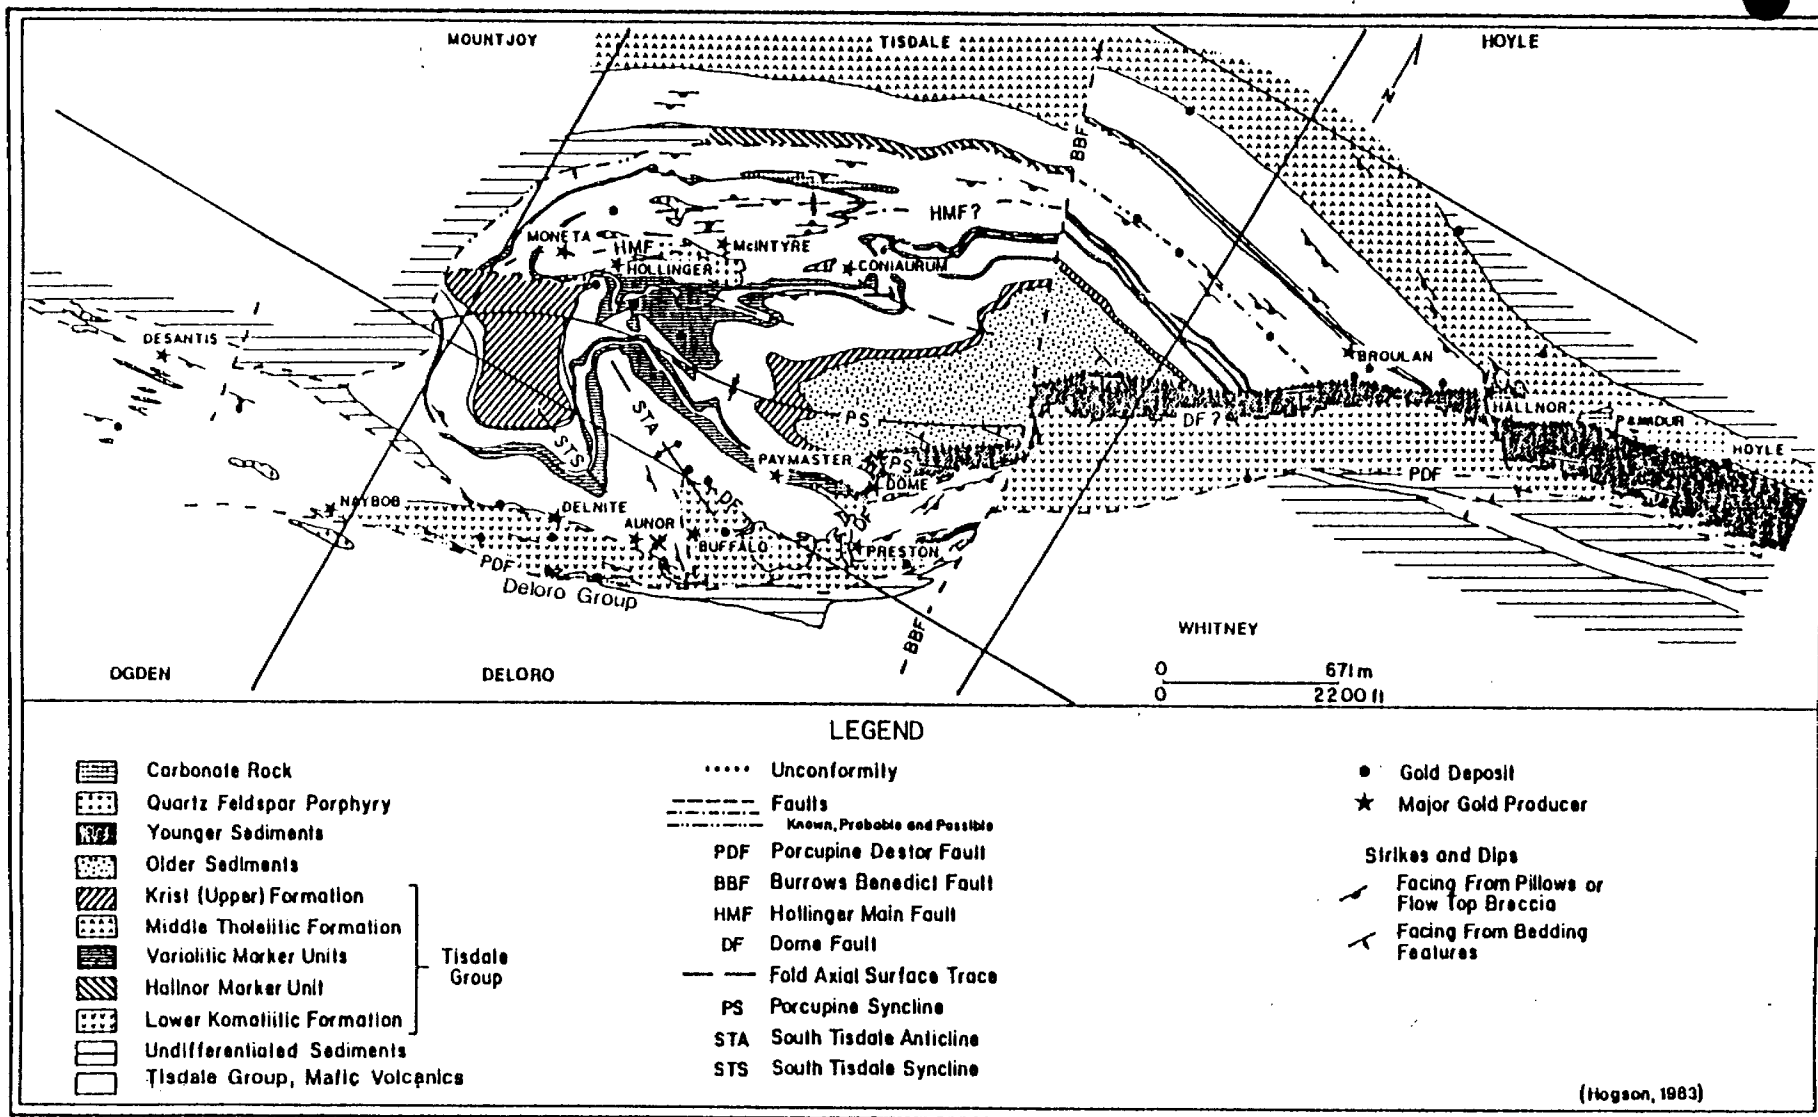 MOUNTJOY
TISDALE
HOYLE
N
BBF
HMF?
MONETA
HMF
McINTYRE
HOLLINGER
CONIAURUM
DESANTIS
BROULAN
STA
PS
HALLNOR
DF ?
PAMOUR
STS
PAYMASTER
PS
DOME
HOYLE
PDF
NAYBOB
DELNITE
DF
AUNOR
DF
BUFFALO
PRESTON
PDF
Deloro Group
BBF
WHITNEY
OGDEN
DELORO
0 671m
0 2200 ft
LEGEND
Carbonate Rock
Quartz Feldspar Porphyry
Younger Sediments
Older Sediments
Krist (Upper) Formation
Middle Tholeiitic Formation
Variolitic Marker Units
Hallnor Marker Unit
Lower Komatiitic Formation
Tisdale
Group
Undifferentiated Sediments
Tisdale Group, Mafic Volcanics
Unconformity
Faults
Known, Probable and Possible
PDF Porcupine Destor Fault
BBF Burrows Benedict Fault
HMF Hollinger Main Fault
DF Dome Fault
Fold Axial Surface Trace
PS Porcupine Syncline
STA South Tisdale Anticline
STS South Tisdale Syncline
Gold Deposit
Major Gold Producer
Strikes and Dips
Facing From Pillows or
Flow Top Breccia
Facing From Bedding
Features
(Hogson, 1983)